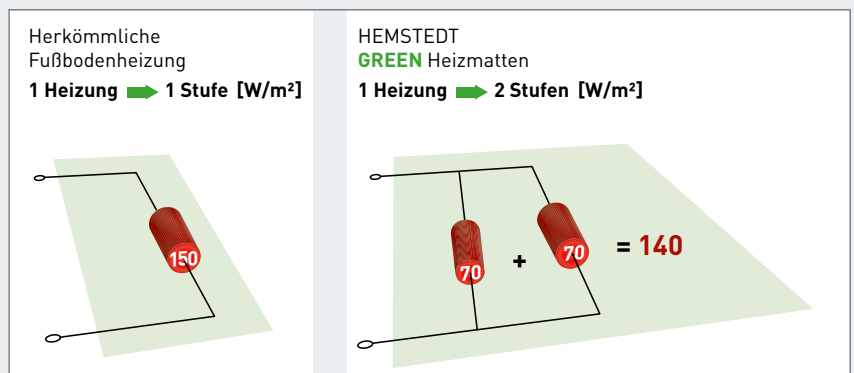 Herkömmliche
Fußbodenheizung
1 Heizung 1 Stufe [W/m²]
150
HEMSTEDT
GREEN Heizmatten
1 Heizung 2 Stufen [W/m²]
70 + 70 = 140